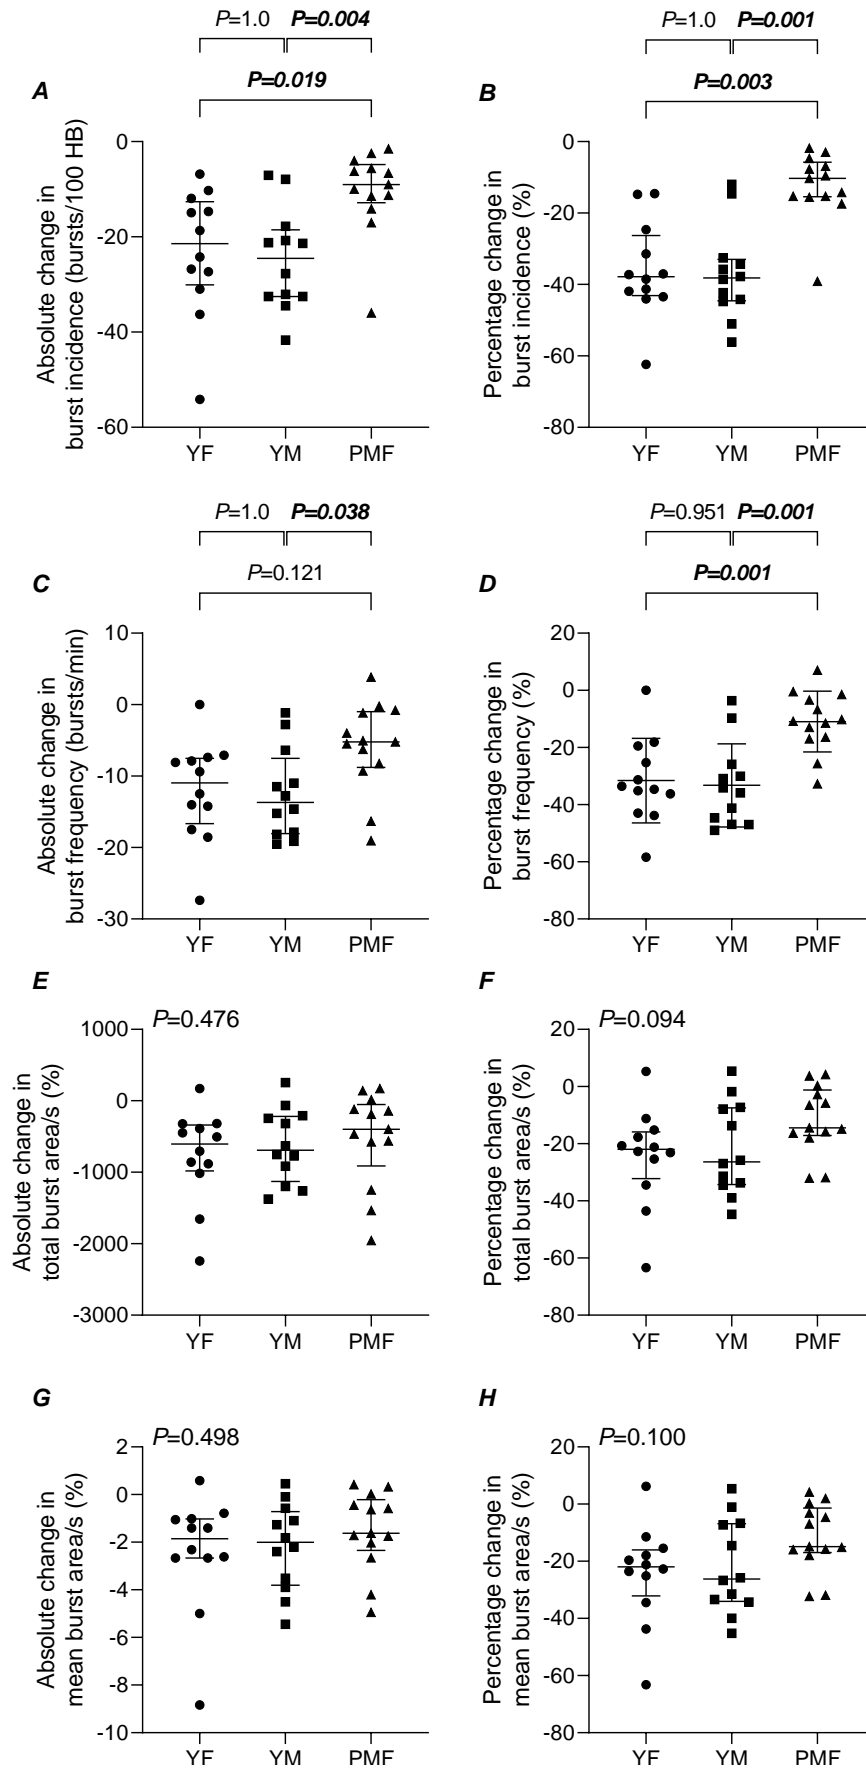 P=1.0 P=0.004
A
P=0.019
Absolute change in
burst incidence (bursts/100 HB)
0
-20
-40
-60
YF YM PMF
P=1.0 P=0.001
B
P=0.003
Percentage change in
burst incidence (%)
0
-20
-40
-60
-80
YF YM PMF
P=1.0 P=0.038
C
P=0.121
Absolute change in
burst frequency (bursts/min)
10
0
-10
-20
-30
YF YM PMF
P=0.951 P=0.001
D
P=0.001
Percentage change in
burst frequency (%)
20
0
-20
-40
-60
-80
YF YM PMF
E
P=0.476
Absolute change in
total burst area/s (%)
1000
0
-1000
-2000
-3000
YF YM PMF
F
P=0.094
Percentage change in
total burst area/s (%)
20
0
-20
-40
-60
-80
YF YM PMF
G
P=0.498
Absolute change in
mean burst area/s (%)
2
0
-2
-4
-6
-8
-10
YF YM PMF
H
P=0.100
Percentage change in
mean burst area/s (%)
20
0
-20
-40
-60
-80
YF YM PMF